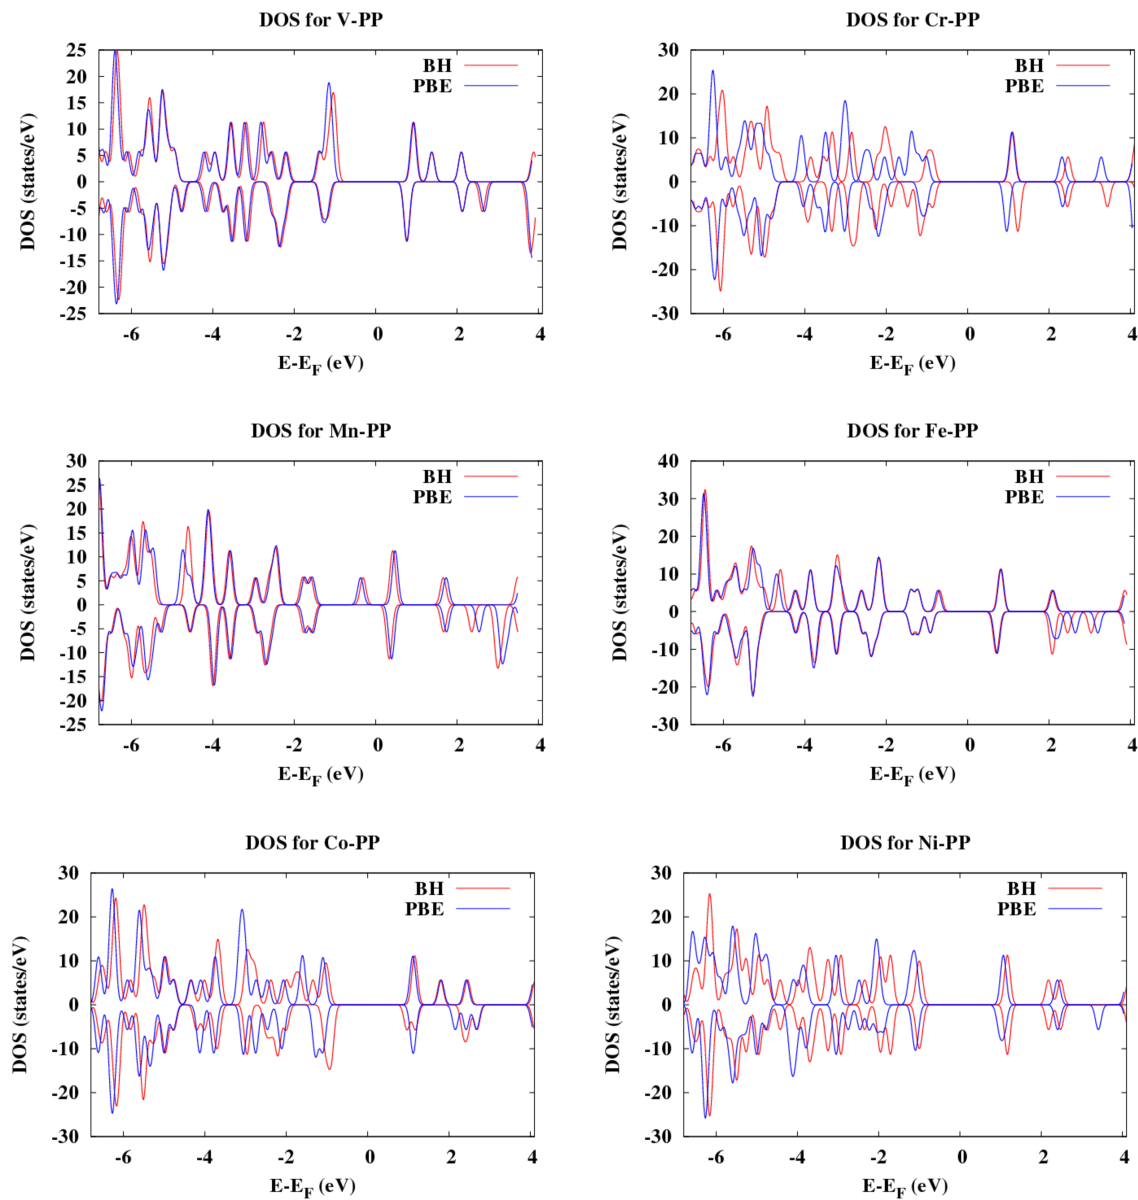 DOS for V-PP
DOS (states/eV)
25
20
15
10
5
0
-5
-10
-15
-20
-25
BH
PBE
-6 -4 -2 0 2 4
E-E_F (eV)
DOS for Cr-PP
DOS (states/eV)
30
20
10
0
-10
-20
-30
BH
PBE
-6 -4 -2 0 2 4
E-E_F (eV)
DOS for Mn-PP
DOS (states/eV)
30
25
20
15
10
5
0
-5
-10
-15
-20
-25
BH
PBE
-6 -4 -2 0 2 4
E-E_F (eV)
DOS for Fe-PP
DOS (states/eV)
40
30
20
10
0
-10
-20
-30
BH
PBE
-6 -4 -2 0 2 4
E-E_F (eV)
DOS for Co-PP
DOS (states/eV)
30
20
10
0
-10
-20
-30
BH
PBE
-6 -4 -2 0 2 4
E-E_F (eV)
DOS for Ni-PP
DOS (states/eV)
30
20
10
0
-10
-20
-30
BH
PBE
-6 -4 -2 0 2 4
E-E_F (eV)